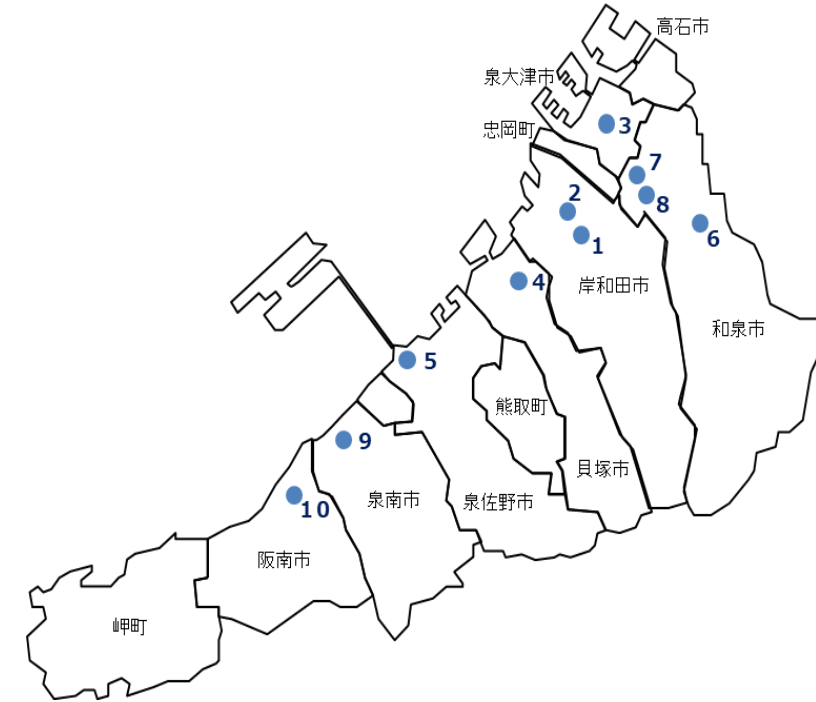 高石市
泉大津市
3
忠岡町
7
2
8
1
6
4
岸和田市
和泉市
5
熊取町
9
貝塚市
泉南市
泉佐野市
10
阪南市
岬町